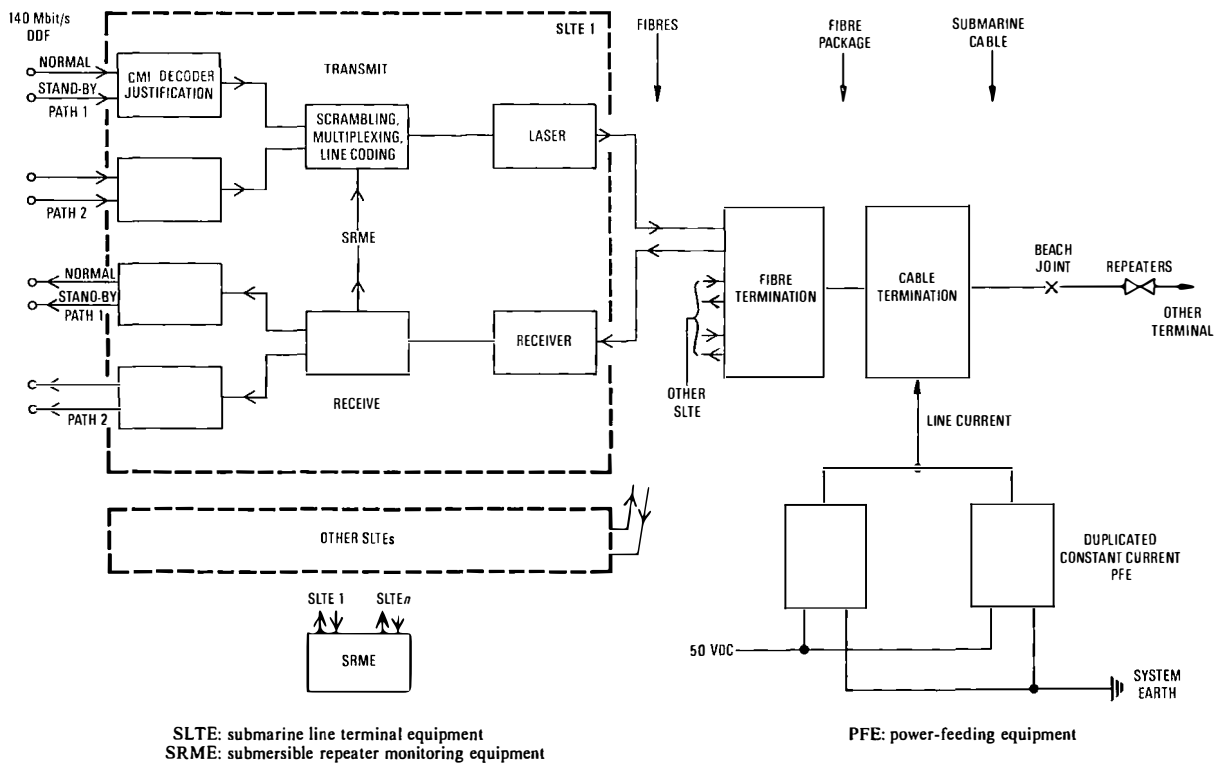 140 Mbit/s
DDF
NORMAL
STAND-BY
PATH 1
CMI DECODER
JUSTIFICATION
TRANSMIT
SLTE 1
SCRAMBLING,
MULTIPLEXING,
LINE CODING
LASER
FIBRES
FIBRE
PACKAGE
SUBMARINE
CABLE
PATH 2
SRME
NORMAL
STAND-BY
PATH 1
RECEIVER
RECEIVE
PATH 2
FIBRE
TERMINATION
CABLE
TERMINATION
BEACH
JOINT
REPEATERS
OTHER
TERMINAL
OTHER
SLTE
LINE CURRENT
OTHER SLTEs
DUPLICATED
CONSTANT CURRENT
PFE
SLTE 1
SLTEn
SRME
50 VDC
SYSTEM
EARTH
SLTE: submarine line terminal equipment
SRME: submersible repeater monitoring equipment
PFE: power-feeding equipment